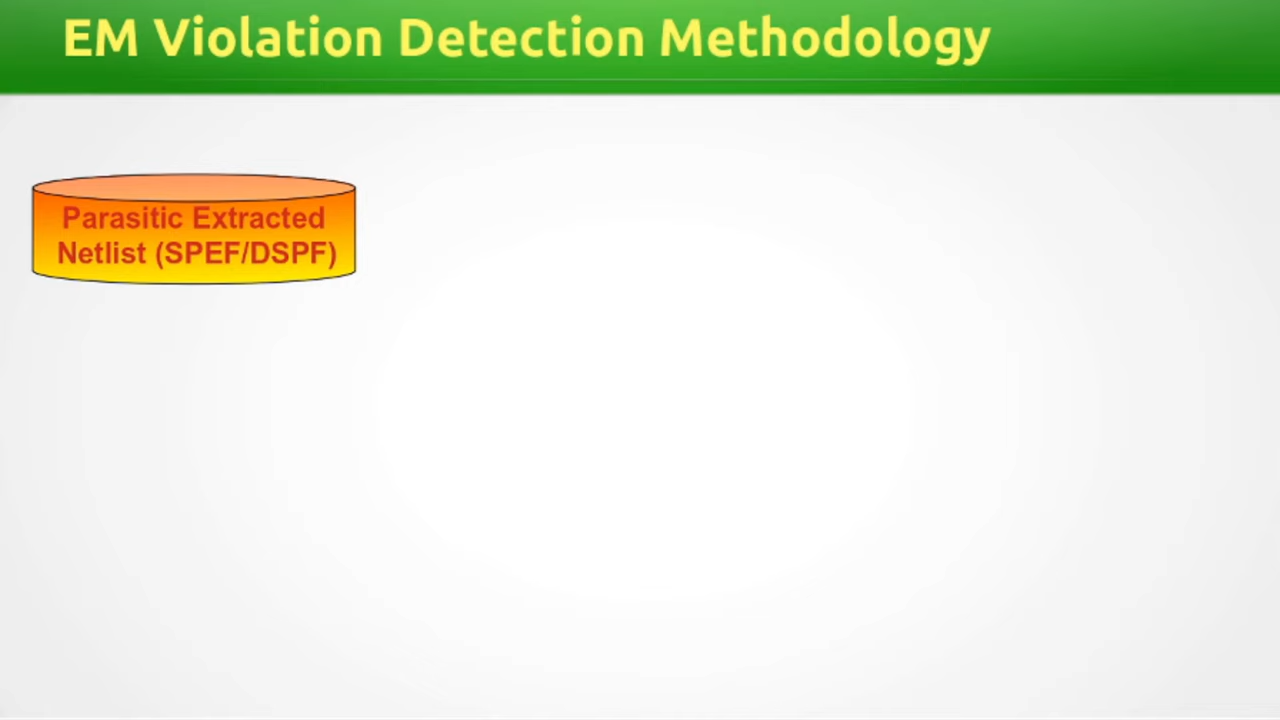 EM Violation Detection Methodology
Parasitic Extracted
Netlist (SPEF/DSPF)